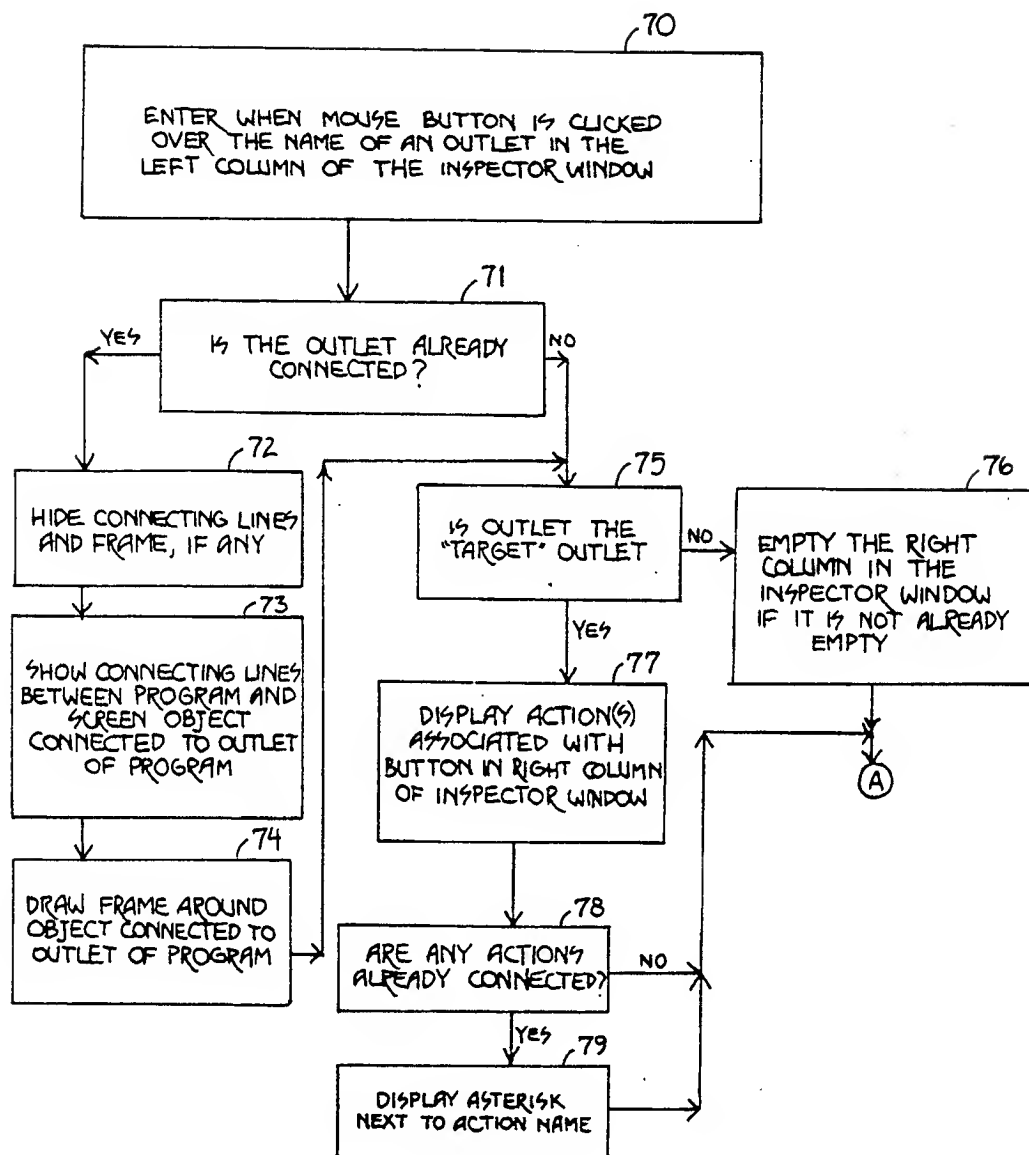 70
ENTER WHEN MOUSE BUTTON IS CLICKED
OVER THE NAME OF AN OUTLET IN THE
LEFT COLUMN OF THE INSPECTOR WINDOW
71
YES
IS THE OUTLET ALREADY
CONNECTED?
NO
72
HIDE CONNECTING LINES
AND FRAME, IF ANY
73
SHOW CONNECTING LINES
BETWEEN PROGRAM AND
SCREEN OBJECT
CONNECTED TO OUTLET
OF PROGRAM
74
DRAW FRAME AROUND
OBJECT CONNECTED TO
OUTLET OF PROGRAM
75
IS OUTLET THE
"TARGET" OUTLET
NO
YES
76
EMPTY THE RIGHT
COLUMN IN THE
INSPECTOR WINDOW
IF IT IS NOT ALREADY
EMPTY
77
DISPLAY ACTION(S)
ASSOCIATED WITH
BUTTON IN RIGHT COLUMN
OF INSPECTOR WINDOW
A
78
ARE ANY ACTIONS
ALREADY CONNECTED?
NO
YES
79
DISPLAY ASTERISK
NEXT TO ACTION NAME